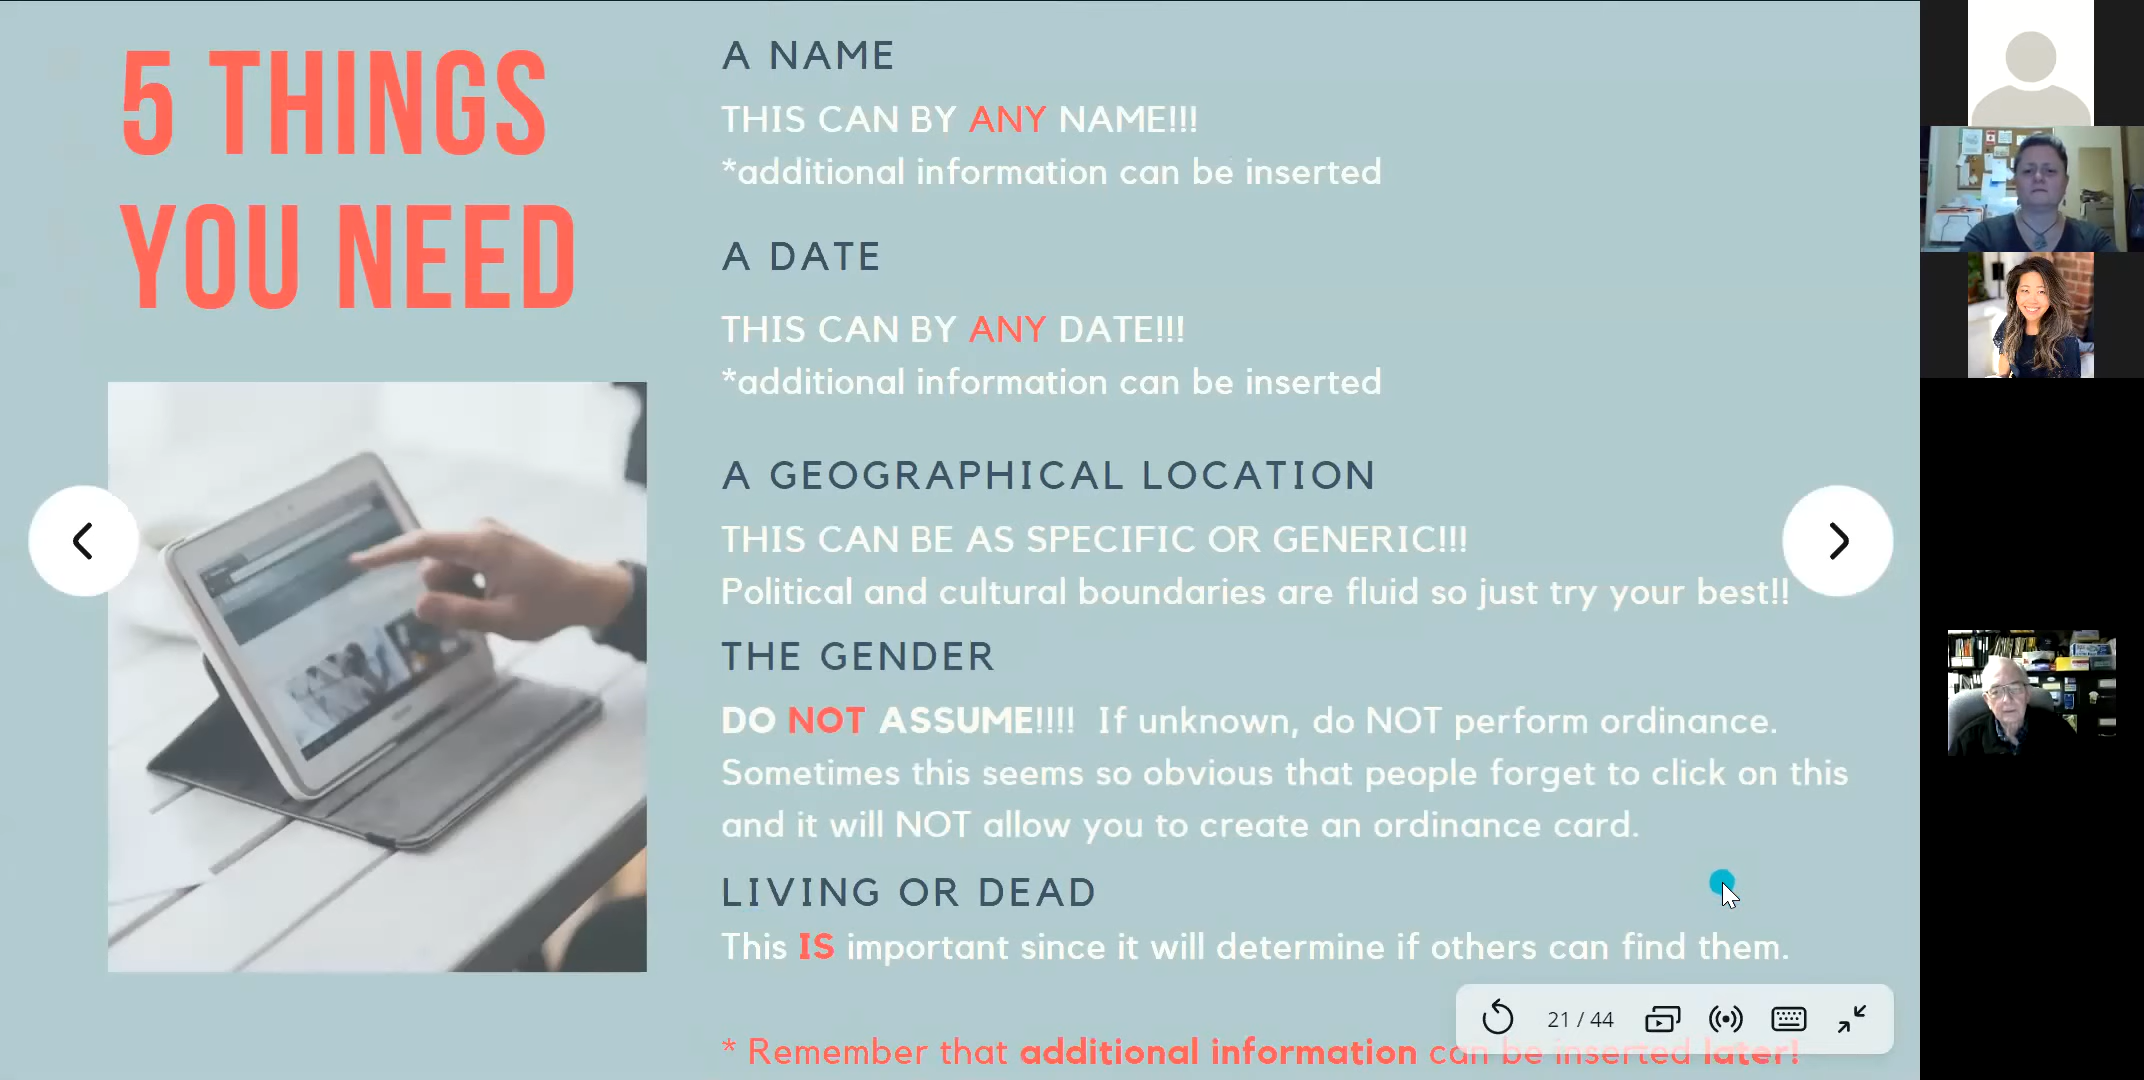 5 THINGS
YOU NEED
A NAME
THIS CAN BY ANY NAME!!!
*additional information can be inserted
A DATE
THIS CAN BY ANY DATE!!!
*additional information can be inserted
A GEOGRAPHICAL LOCATION
THIS CAN BE AS SPECIFIC OR GENERIC!!!
Political and cultural boundaries are fluid so just try your best!!
THE GENDER
DO NOT ASSUME!!!! If unknown, do NOT perform ordinance.
Sometimes this seems so obvious that people forget to click on this
and it will NOT allow you to create an ordinance card.
LIVING OR DEAD
This IS important since it will determine if others can find them.
21 / 44
* Remember that additional information can be inserted later!